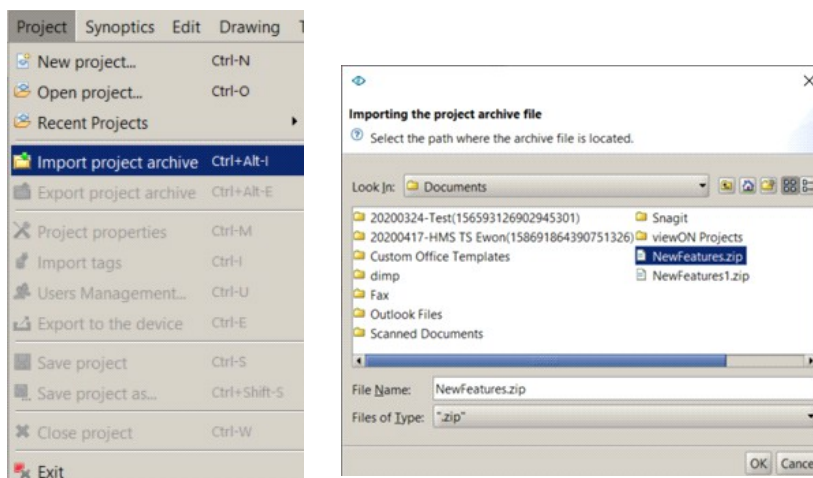 Project Synoptics Edit Drawing
New project... Ctrl-N
Open project... Ctrl-O
Recent Projects
Import project archive Ctrl+Alt-I
Export project archive Ctrl+Alt-E
Project properties Ctrl-M
Import tags Ctrl-I
Users Management... Ctrl-U
Export to the device Ctrl-E
Save project Ctrl-S
Save project as... Ctrl+Shift-S
Close project Ctrl-W
Exit
Importing the project archive file
Select the path where the archive file is located.
Look In: Documents
20200324-Test(156593126902945301) Snagit
20200417-HMS TS Ewon(158691864390751326) viewON Projects
Custom Office Templates NewFeatures.zip
dimp NewFeatures1.zip
Fax
Outlook Files
Scanned Documents
File Name: NewFeatures.zip
Files of Type: ".zip"
OK Cance